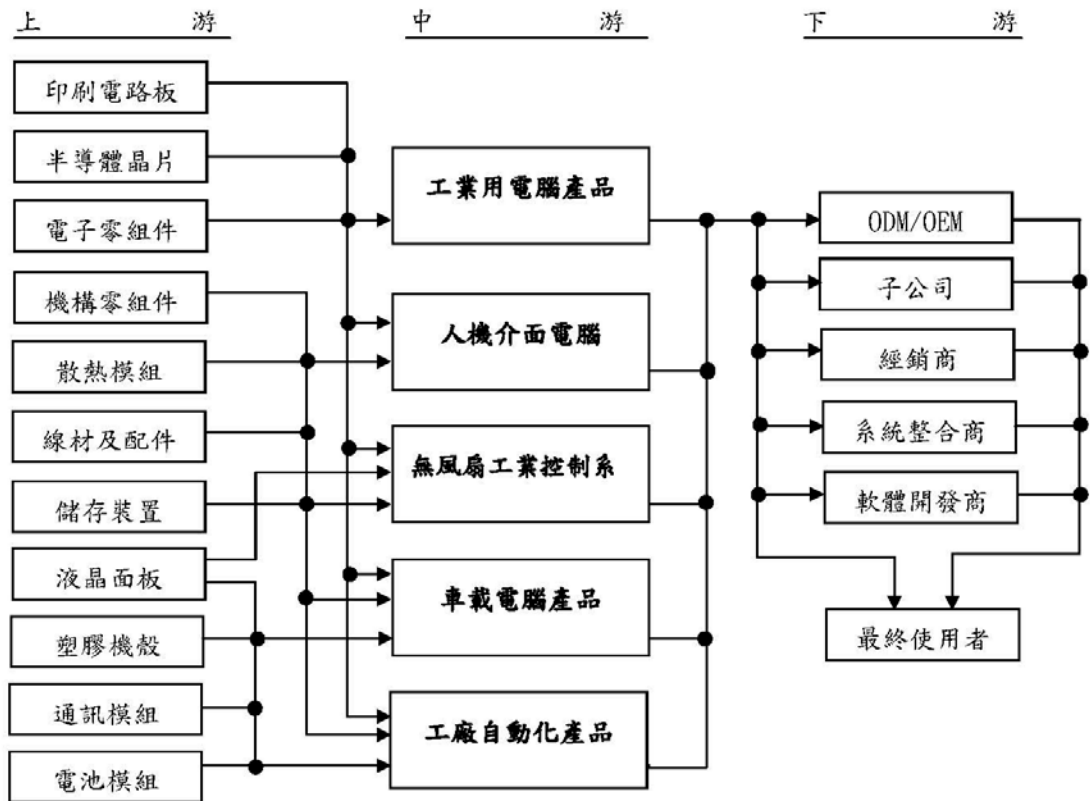 上 游
中 游
下 游
印刷電路板
半導體晶片
電子零組件
機構零組件
散熱模組
線材及配件
儲存裝置
液晶面板
塑膠機殼
通訊模組
電池模組
工業用電腦產品
人機介面電腦
無風扇工業控制系
車載電腦產品
工廠自動化產品
ODM/OEM
子公司
經銷商
系統整合商
軟體開發商
最終使用者